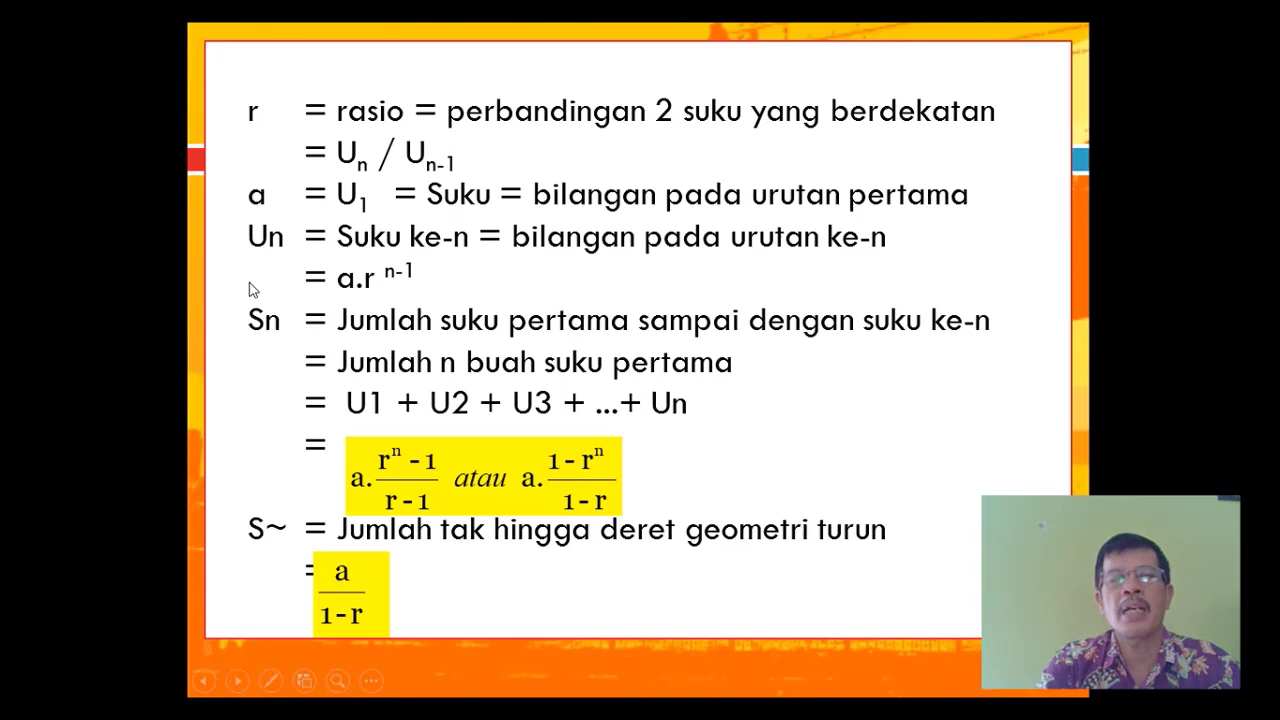 r = rasio = perbandingan 2 suku yang berdekatan
= Uₙ / Uₙ₋₁
a = U₁ = Suku = bilangan pada urutan pertama
Un = Suku ke-n = bilangan pada urutan ke-n
= a.r ⁿ⁻¹
Sn = Jumlah suku pertama sampai dengan suku ke-n
= Jumlah n buah suku pertama
= U1 + U2 + U3 + ...+ Un
= a. (rⁿ - 1)/(r - 1) atau a. (1 - rⁿ)/(1 - r)
S~ = Jumlah tak hingga deret geometri turun
= a/(1 - r)